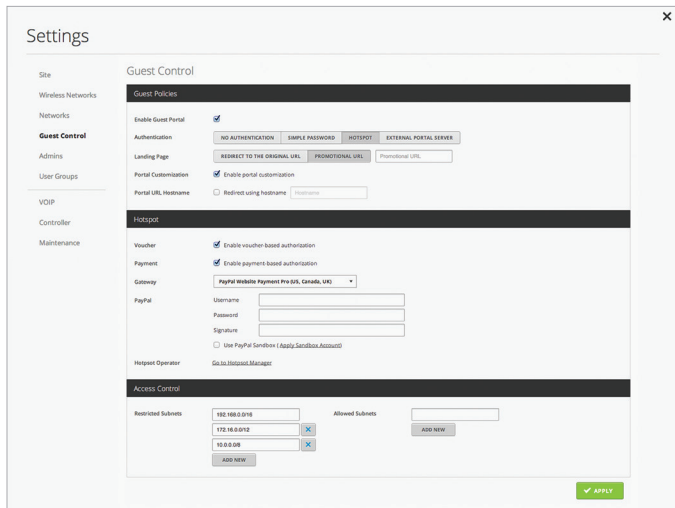 Settings
Site
Wireless Networks
Networks
Guest Control
Admins
User Groups
VOIP
Controller
Maintenance
Guest Control
Guest Policies
Enable Guest Portal
Authentication NO AUTHENTICATION SIMPLE PASSWORD HOTSPOT EXTERNAL PORTAL SERVER
Landing Page REDIRECT TO THE ORIGINAL URL PROMOTIONAL URL Promotional URL
Portal Customization Enable portal customization
Portal URL Hostname Redirect using hostname Hostname
Hotspot
Voucher Enable voucher-based authorization
Payment Enable payment-based authorization
Gateway PayPal Website Payment Pro (US, Canada, UK)
PayPal Username
Password
Signature
Use PayPal Sandbox ( Apply Sandbox Account)
Hotpsot Operator Go to Hotpsot Manager
Access Control
Restricted Subnets 192.168.0.0/16 Allowed Subnets
172.16.0.0/12 ADD NEW
10.0.0.0/8
ADD NEW
APPLY